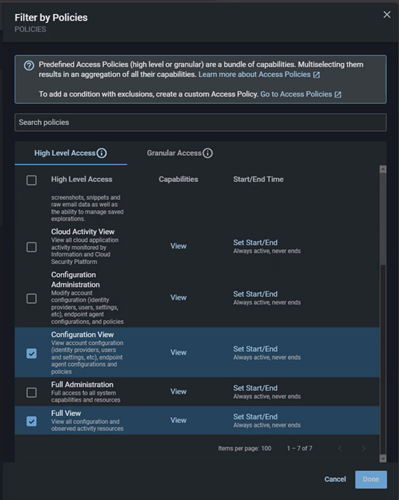 Filter by Policies
POLICIES
Predefined Access Policies (high level or granular) are a bundle of capabilities. Multiselecting them
results in an aggregation of all their capabilities. Learn more about Access Policies
To add a condition with exclusions, create a custom Access Policy. Go to Access Policies
Search policies
High Level Access Granular Access
High Level Access Capabilities Start/End Time
screenshots, snippets and
raw email data as well as
the ability to manage saved
explorations
Cloud Activity View
View all cloud application
activity monitored by
Information and Cloud
Security Platform
View
Set Start/End
Always active, never ends
Configuration
Administration
Modify account
configuration (identity
providers, users, settings,
etc), endpoint agent
configurations, and policies
View
Set Start/End
Always active, never ends
Configuration View
View account configuration
(identity providers, users
and settings, etc), endpoint
agent configurations and
policies
View
Set Start/End
Always active, never ends
Full Administration
Full access to all system
capabilities and resources
View
Set Start/End
Always active, never ends
Full View
View all configuration and
observed activity resources
View
Set Start/End
Always active, never ends
Items per page: 100 1 – 7 of 7
Cancel Done